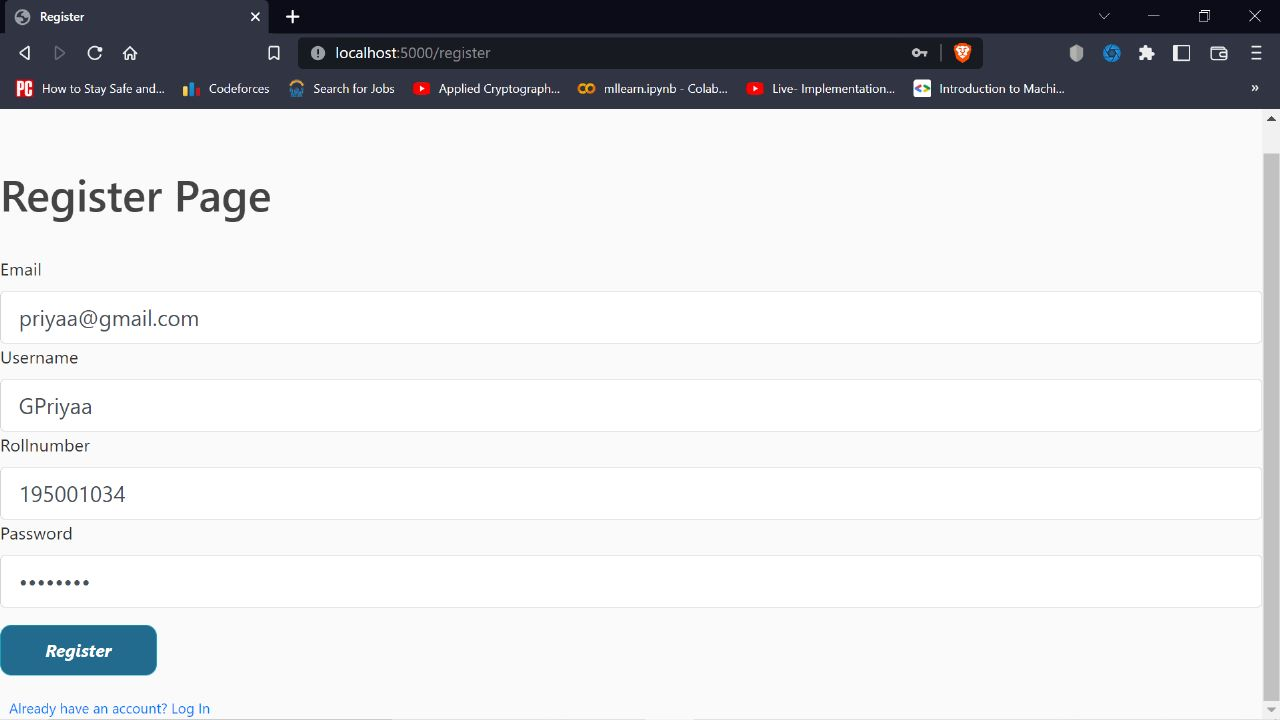 Register
localhost:5000/register
PC How to Stay Safe and... Codeforces Search for Jobs Applied Cryptograph... mllearn.ipynb - Colab... Live- Implementation... Introduction to Machi... »
Register Page
Email
priyaa@gmail.com
Username
GPriyaa
Rollnumber
195001034
Password
••••••••
Register
Already have an account? Log In